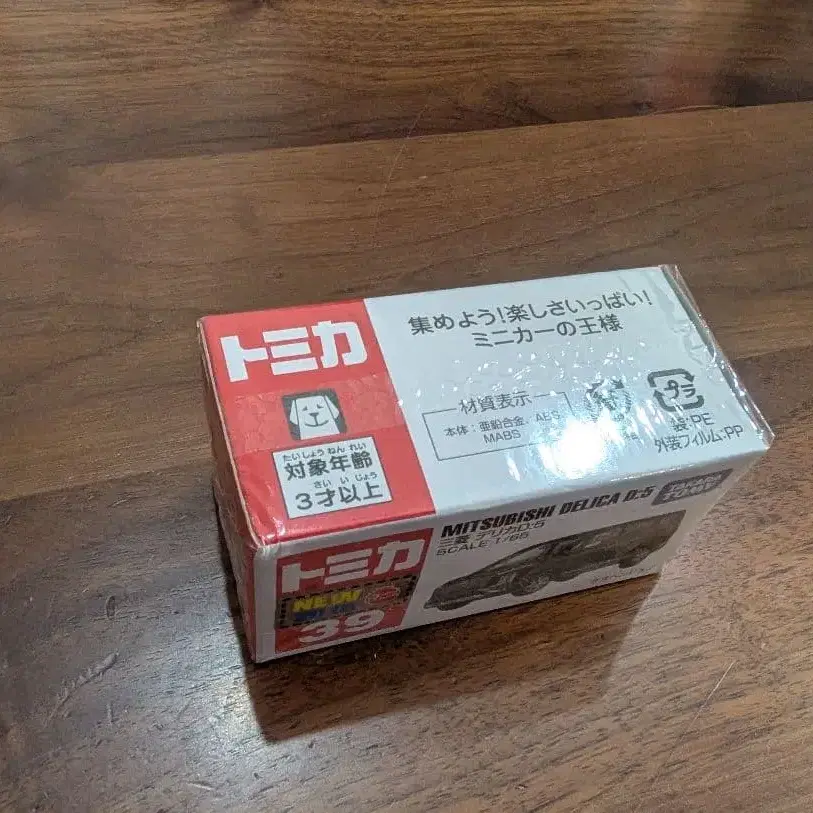 トミカ
集めよう!楽しさいっぱい!
ミニカーの王様
たいしょうねんれい
対象年齢
さいいじょう
3才以上
材質表示
本体:亜鉛合金、ABS
MABS
プラ
装:PE
外装フィルム:PP
トミカ
NEW
39
MITSUBISHI DELICA D:5
三菱 デリカD:5
SCALE 1/65
TAKARA
TOMY